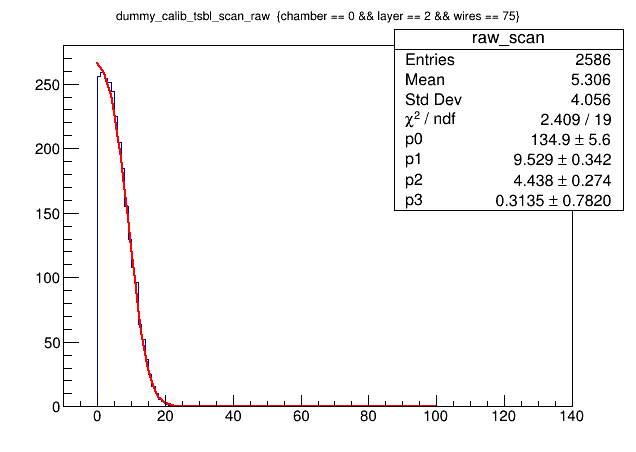 dummy_calib_tsbl_scan_raw {chamber == 0 && layer == 2 && wires == 75}
raw_scan
Entries 2586
Mean 5.306
Std Dev 4.056
χ² / ndf 2.409 / 19
p0 134.9 ± 5.6
p1 9.529 ± 0.342
p2 4.438 ± 0.274
p3 0.3135 ± 0.7820
250
200
150
100
50
0
0 20 40 60 80 100 120 140